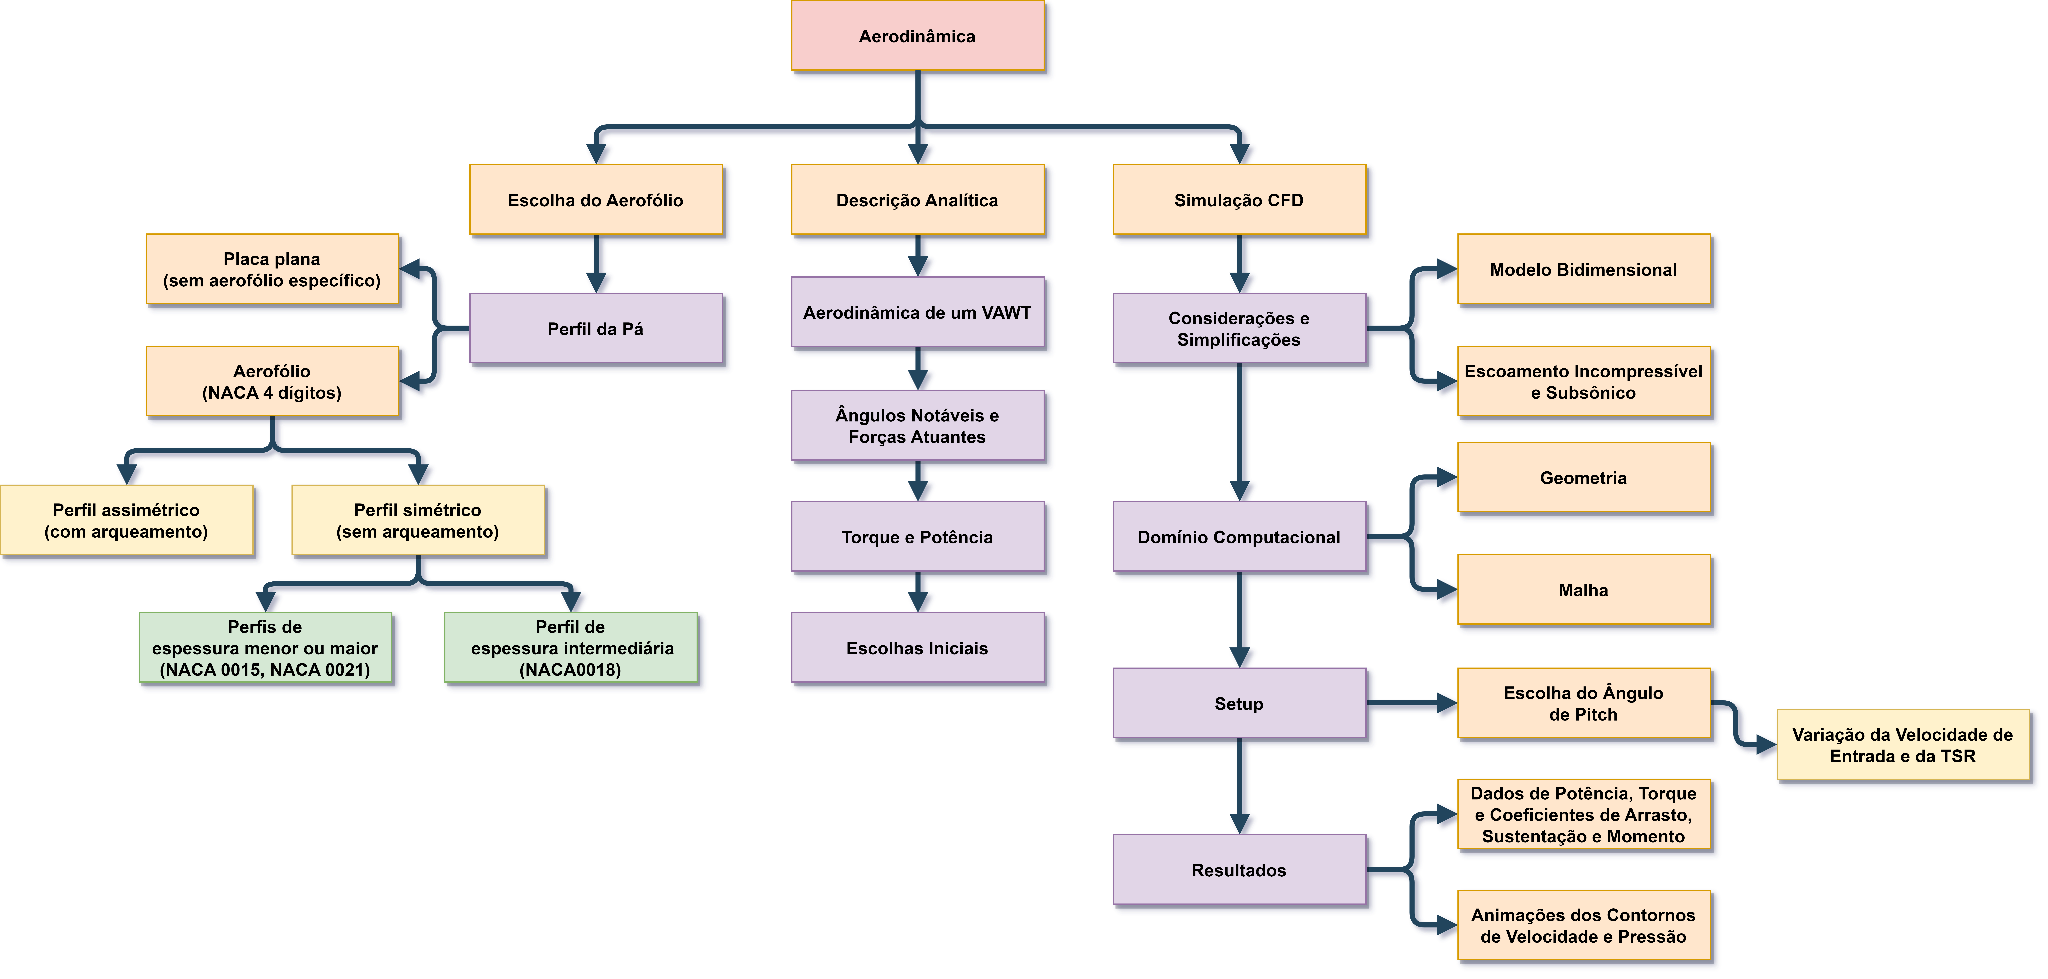 Aerodinâmica
Escolha do Aerofólio
Descrição Analítica
Simulação CFD
Placa plana
(sem aerofólio específico)
Perfil da Pá
Aerofólio
(NACA 4 dígitos)
Perfil assimétrico
(com arqueamento)
Perfil simétrico
(sem arqueamento)
Perfis de
espessura menor ou maior
(NACA 0015, NACA 0021)
Perfil de
espessura intermediária
(NACA0018)
Aerodinâmica de um VAWT
Ângulos Notáveis e
Forças Atuantes
Torque e Potência
Escolhas Iniciais
Considerações e
Simplificações
Modelo Bidimensional
Escoamento Incompressível
e Subsônico
Domínio Computacional
Geometria
Malha
Setup
Escolha do Ângulo
de Pitch
Variação da Velocidade de
Entrada e da TSR
Resultados
Dados de Potência, Torque
e Coeficientes de Arrasto,
Sustentação e Momento
Animações dos Contornos
de Velocidade e Pressão